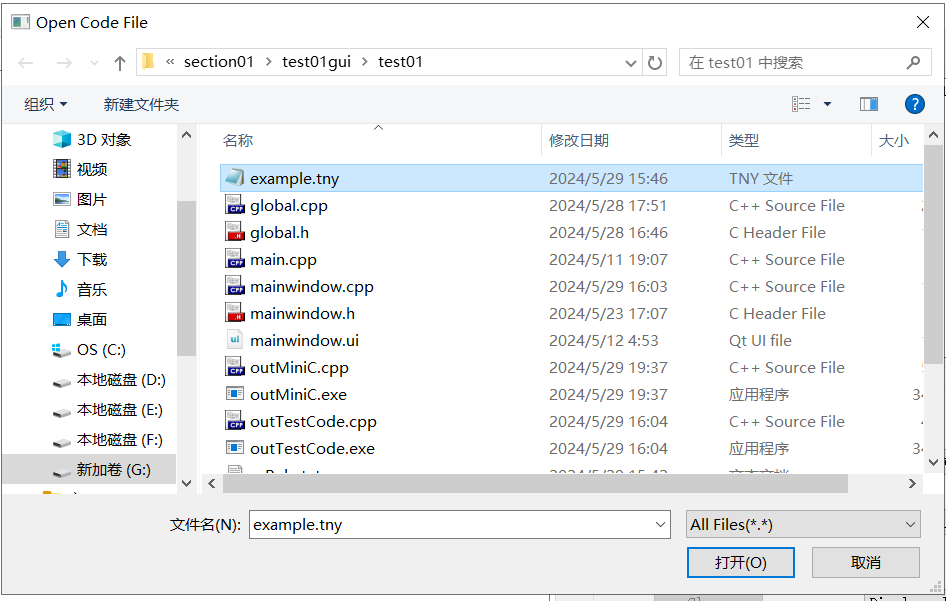 Open Code File
« section01 › test01gui › test01
在 test01 中搜索
组织 新建文件夹
3D 对象
视频
图片
文档
下载
音乐
桌面
OS (C:)
本地磁盘 (D:)
本地磁盘 (E:)
本地磁盘 (F:)
新加卷 (G:)
名称 修改日期 类型 大小
example.tny 2024/5/29 15:46 TNY 文件
global.cpp 2024/5/28 17:51 C++ Source File
global.h 2024/5/28 16:46 C Header File
main.cpp 2024/5/11 19:07 C++ Source File
mainwindow.cpp 2024/5/29 16:03 C++ Source File
mainwindow.h 2024/5/23 17:07 C Header File
mainwindow.ui 2024/5/12 4:53 Qt UI file
outMiniC.cpp 2024/5/29 19:37 C++ Source File
outMiniC.exe 2024/5/29 19:37 应用程序
outTestCode.cpp 2024/5/29 16:04 C++ Source File
outTestCode.exe 2024/5/29 16:04 应用程序
文件名(N): example.tny All Files(*.*)
打开(O) 取消